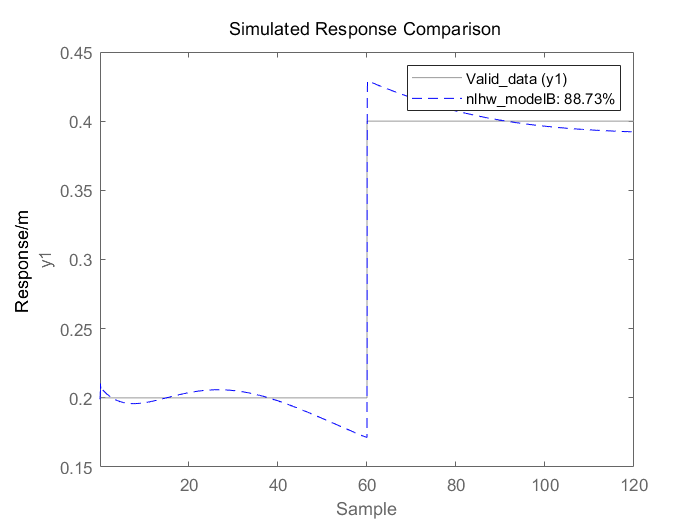 Simulated Response Comparison
Valid_data (y1)
nlhw_modelB: 88.73%
0.45
0.4
0.35
0.3
0.25
0.2
0.15
Response/m
y1
20 40 60 80 100 120
Sample